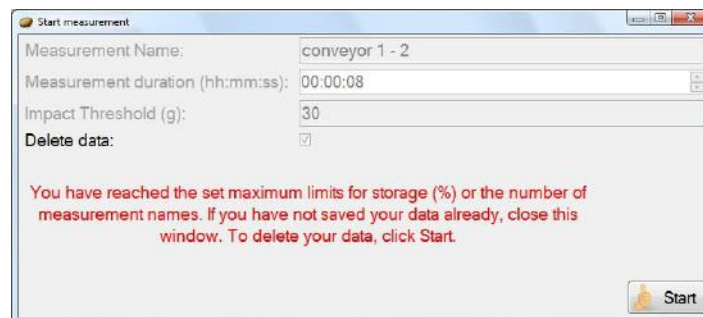 Start measurement
Measurement Name: conveyor 1 - 2
Measurement duration (hh:mm:ss): 00:00:08
Impact Threshold (g): 30
Delete data:
You have reached the set maximum limits for storage (%) or the number of
measurement names. If you have not saved your data already, close this
window. To delete your data, click Start.
Start